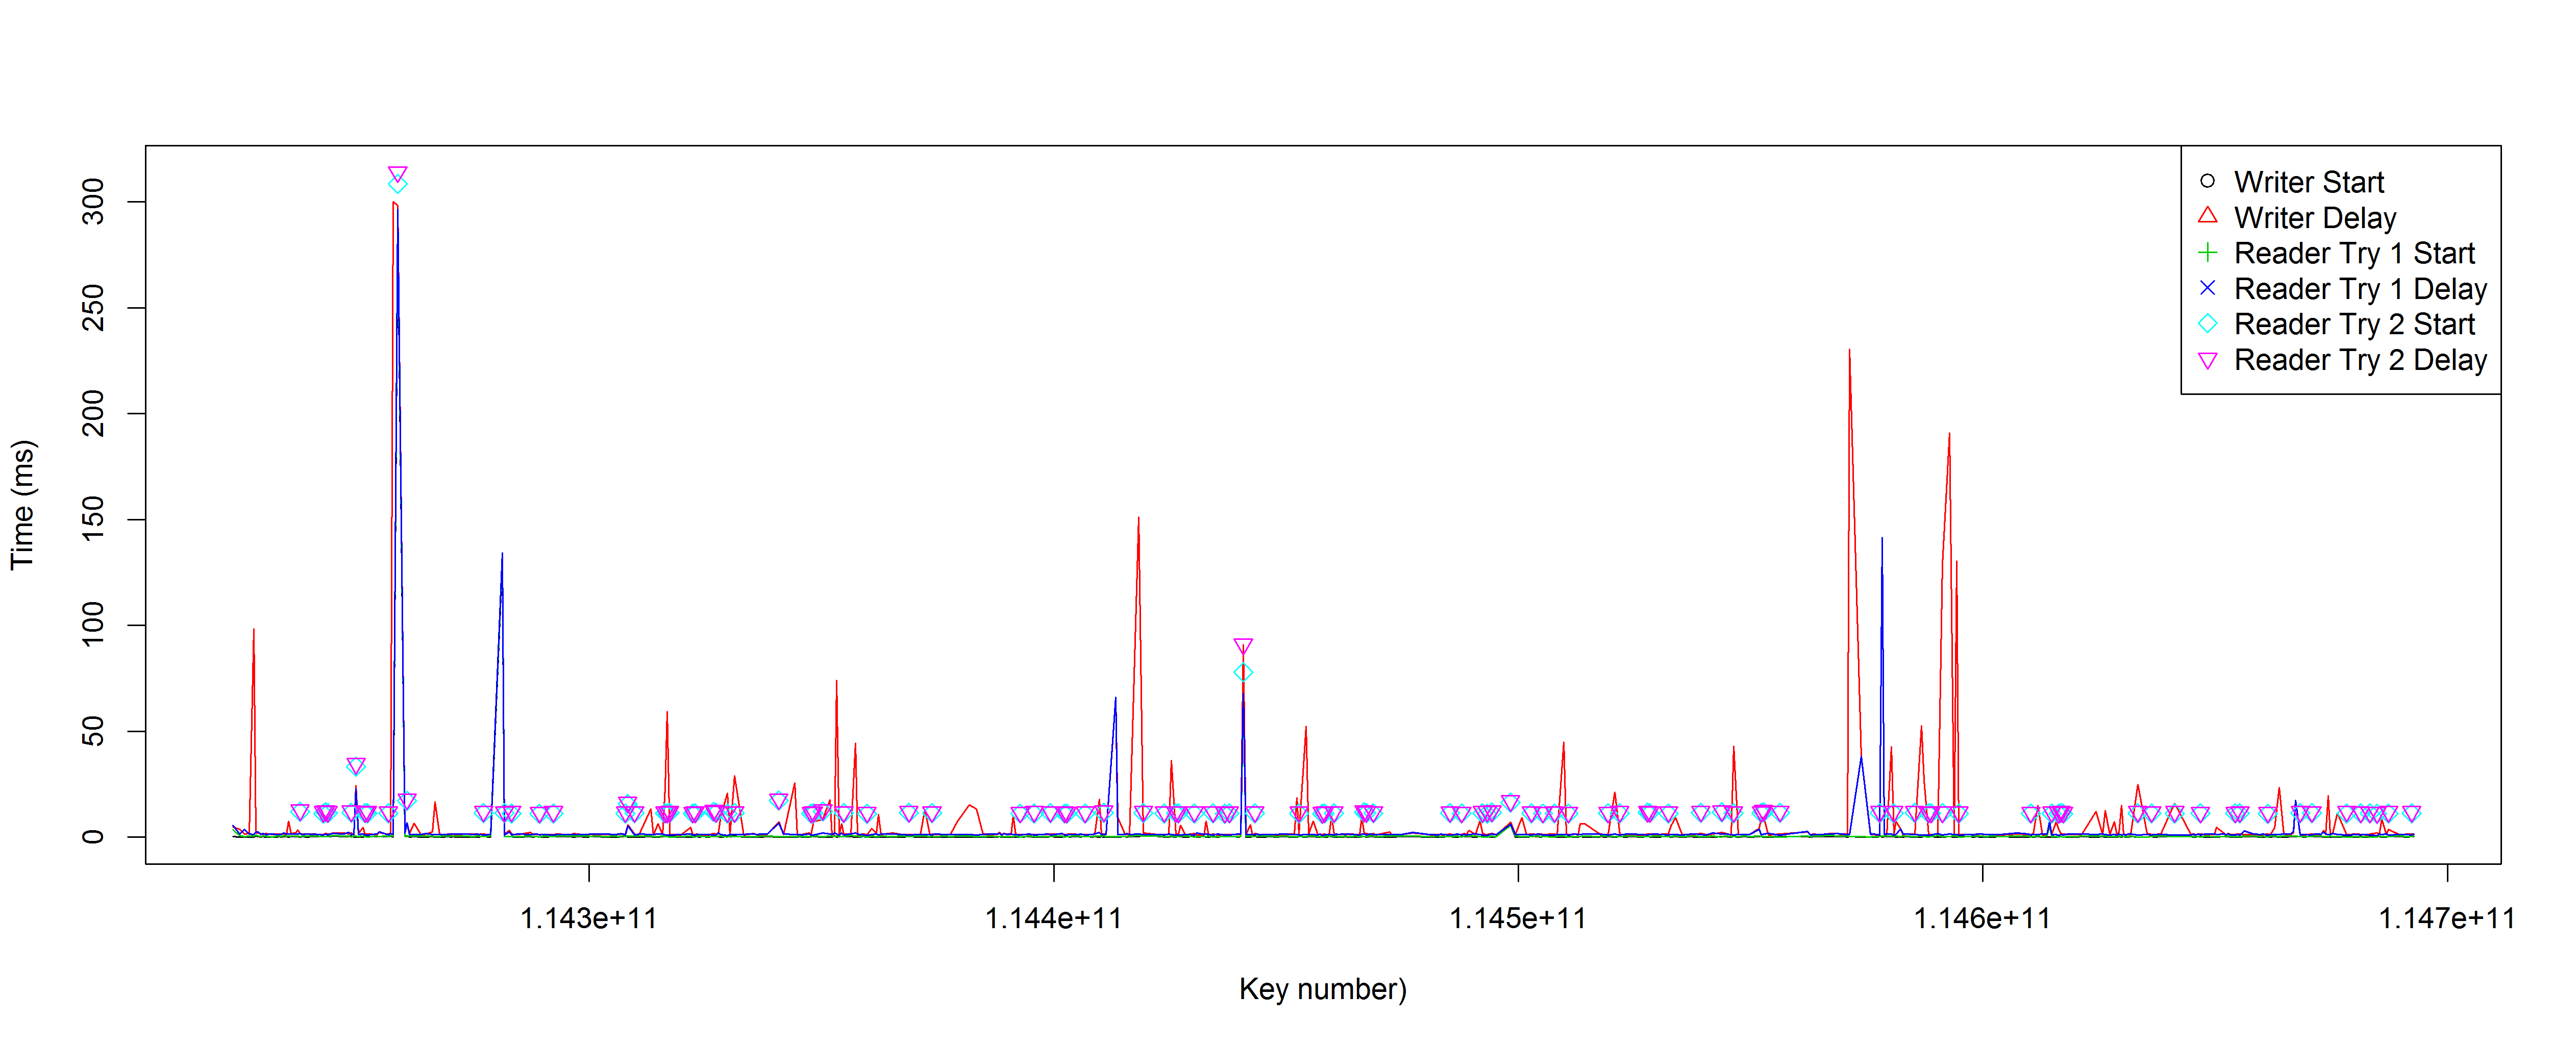 Writer Start
Writer Delay
Reader Try 1 Start
Reader Try 1 Delay
Reader Try 2 Start
Reader Try 2 Delay
Time (ms)
300
250
200
150
100
50
0
1.143e+11 1.144e+11 1.145e+11 1.146e+11 1.147e+11
Key number)